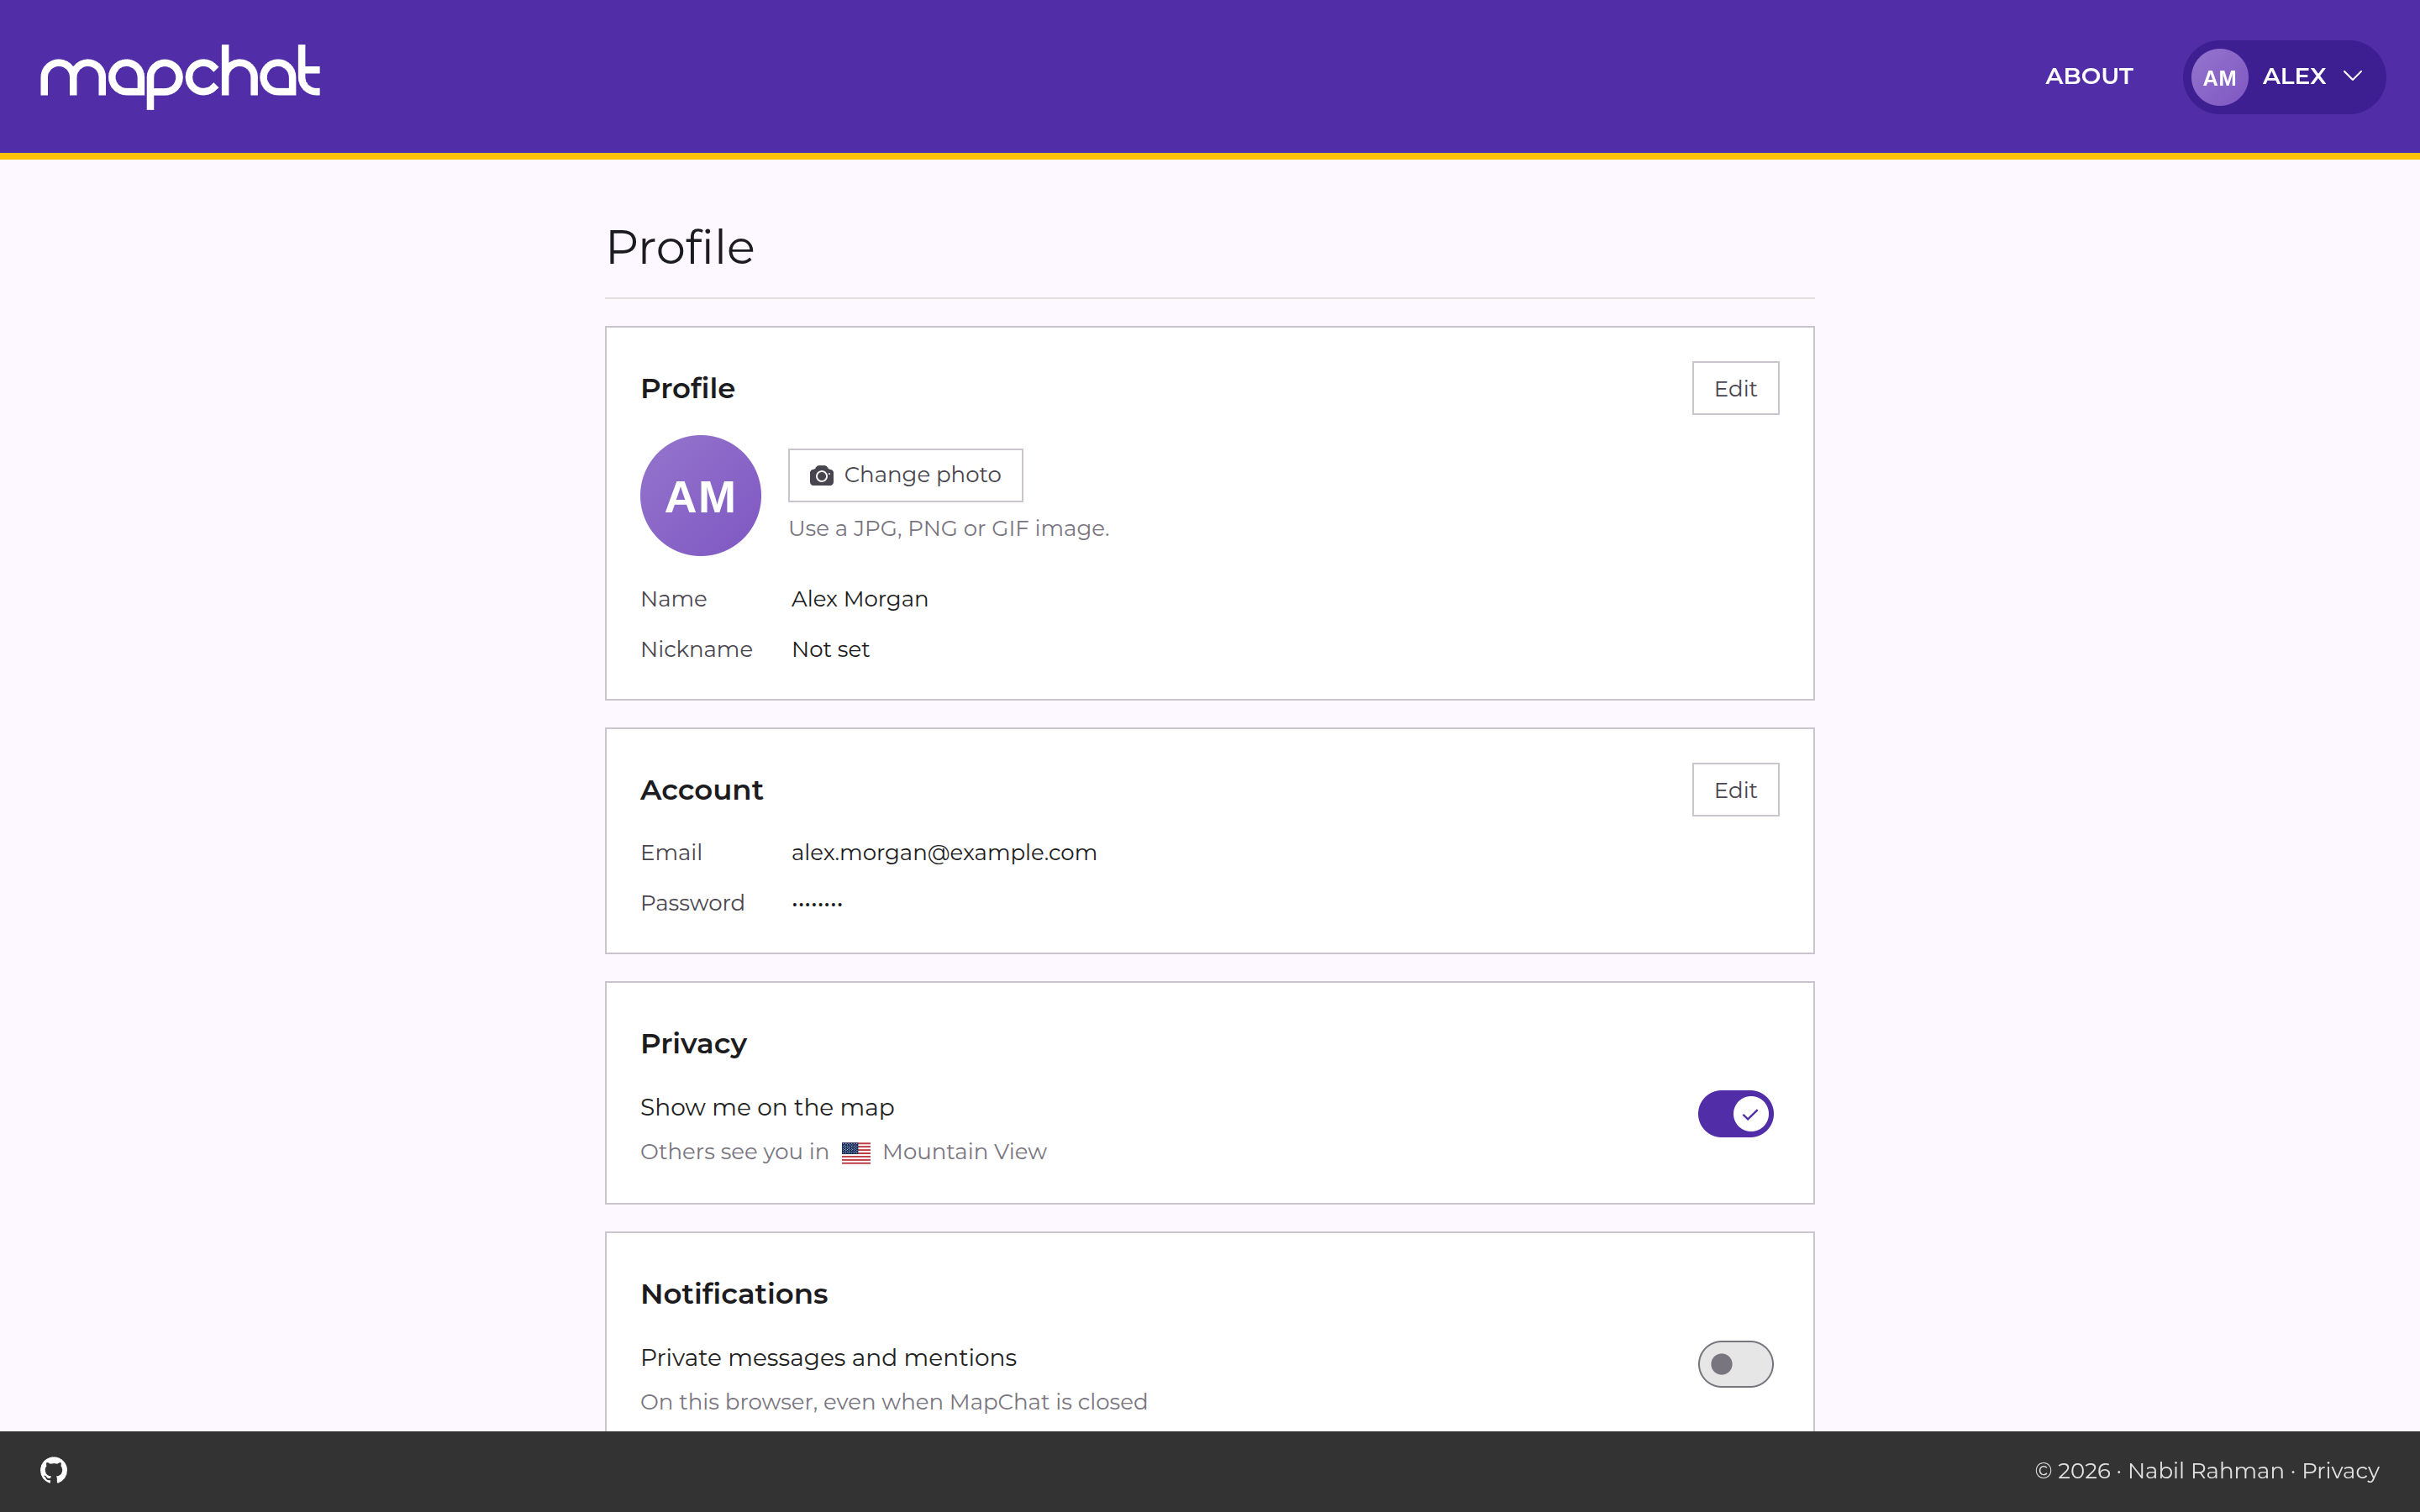 mapchat
ABOUT
AM
ALEX
Profile
Profile
Edit
AM
Change photo
Use a JPG, PNG or GIF image.
Name
Alex Morgan
Nickname
Not set
Account
Edit
Email
alex.morgan@example.com
Password
••••••••
Privacy
Show me on the map
Others see you in Mountain View
Notifications
Private messages and mentions
On this browser, even when MapChat is closed
© 2026 · Nabil Rahman · Privacy